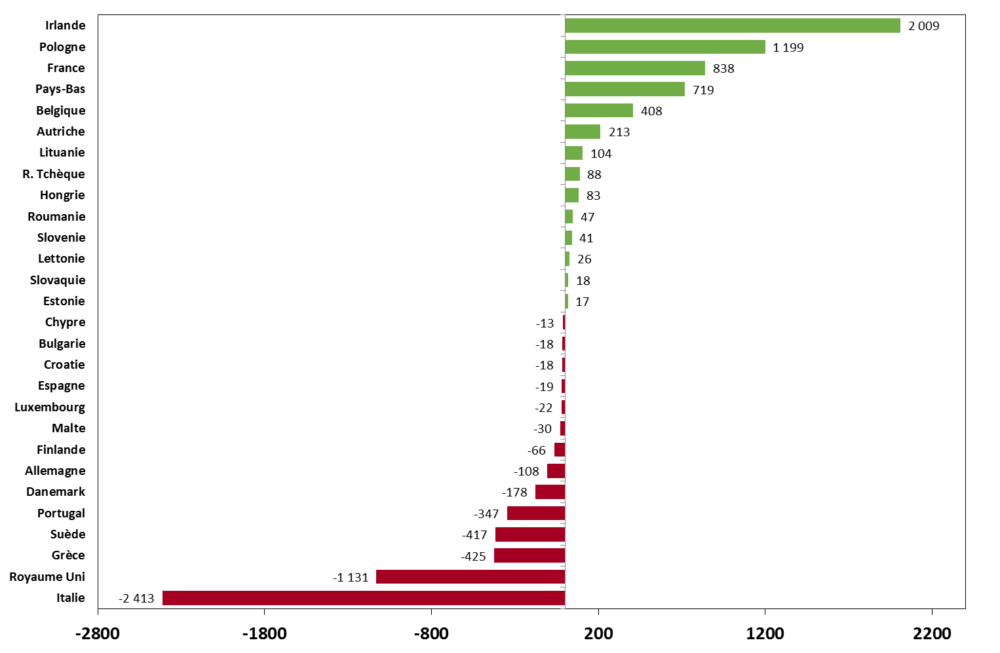 Irlande 2 009
Pologne 1 199
France 838
Pays-Bas 719
Belgique 408
Autriche 213
Lituanie 104
R. Tchèque 88
Hongrie 83
Roumanie 47
Slovenie 41
Lettonie 26
Slovaquie 18
Estonie 17
Chypre -13
Bulgarie -18
Croatie -18
Espagne -19
Luxembourg -22
Malte -30
Finlande -66
Allemagne -108
Danemark -178
Portugal -347
Suède -417
Grèce -425
Royaume Uni -1 131
Italie -2 413
-2800 -1800 -800 200 1200 2200